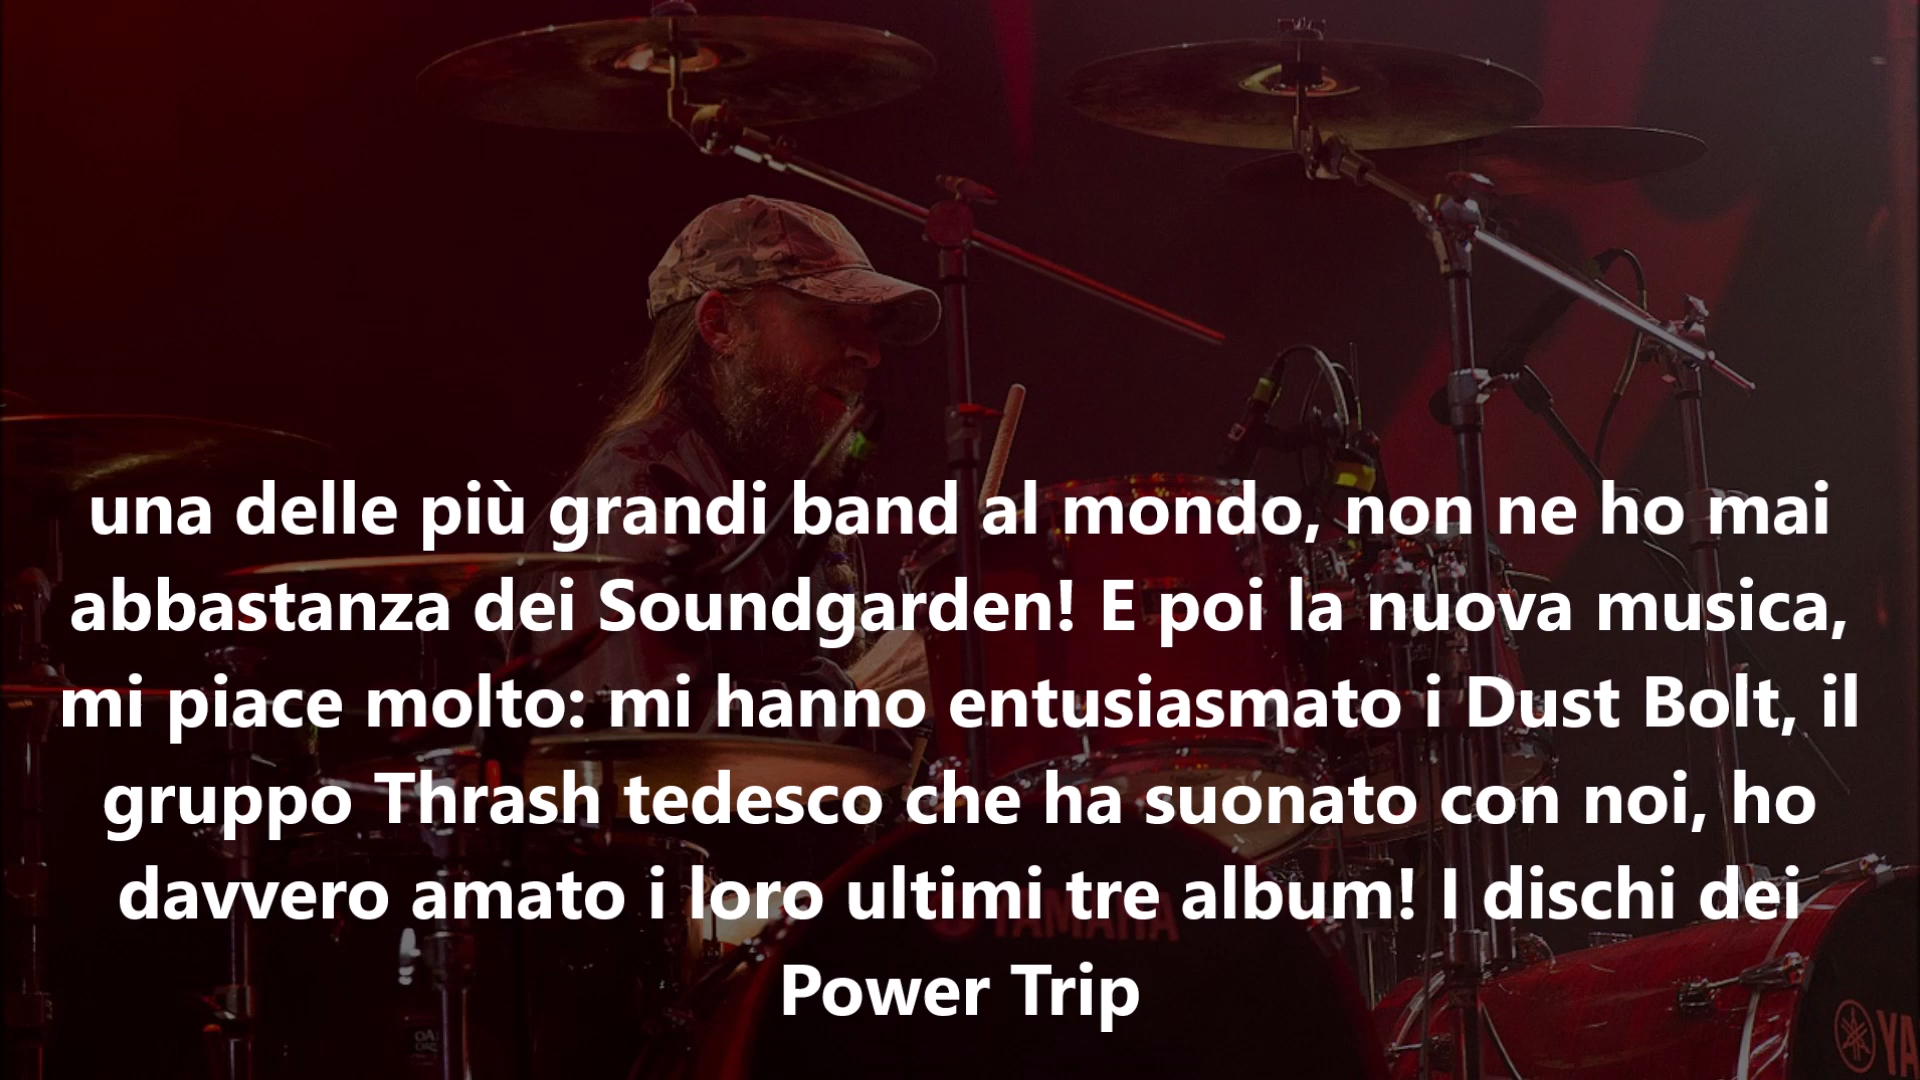 una delle più grandi band al mondo, non ne ho mai
abbastanza dei Soundgarden! E poi la nuova musica,
mi piace molto: mi hanno entusiasmato i Dust Bolt, il
gruppo Thrash tedesco che ha suonato con noi, ho
davvero amato i loro ultimi tre album! I dischi dei
YAMAHA
Power Trip
YA